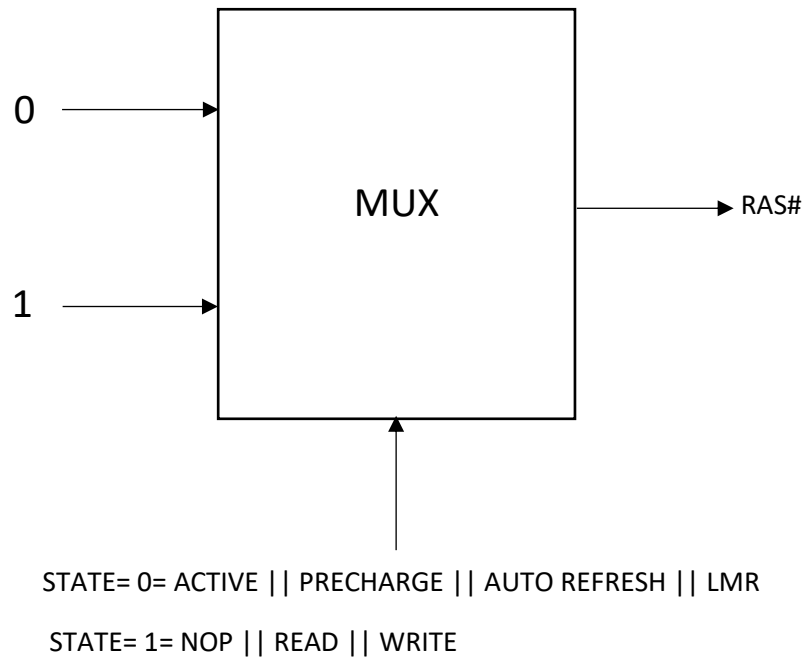 0
MUX
RAS#
1
STATE= 0= ACTIVE || PRECHARGE || AUTO REFRESH || LMR
STATE= 1= NOP || READ || WRITE